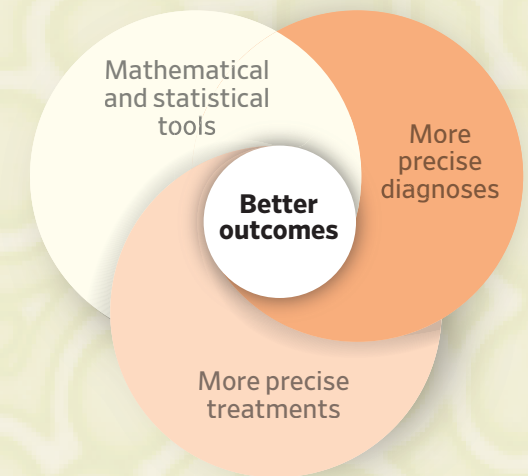 Mathematical
and statistical
tools
More
precise
diagnoses
Better
outcomes
More precise
treatments